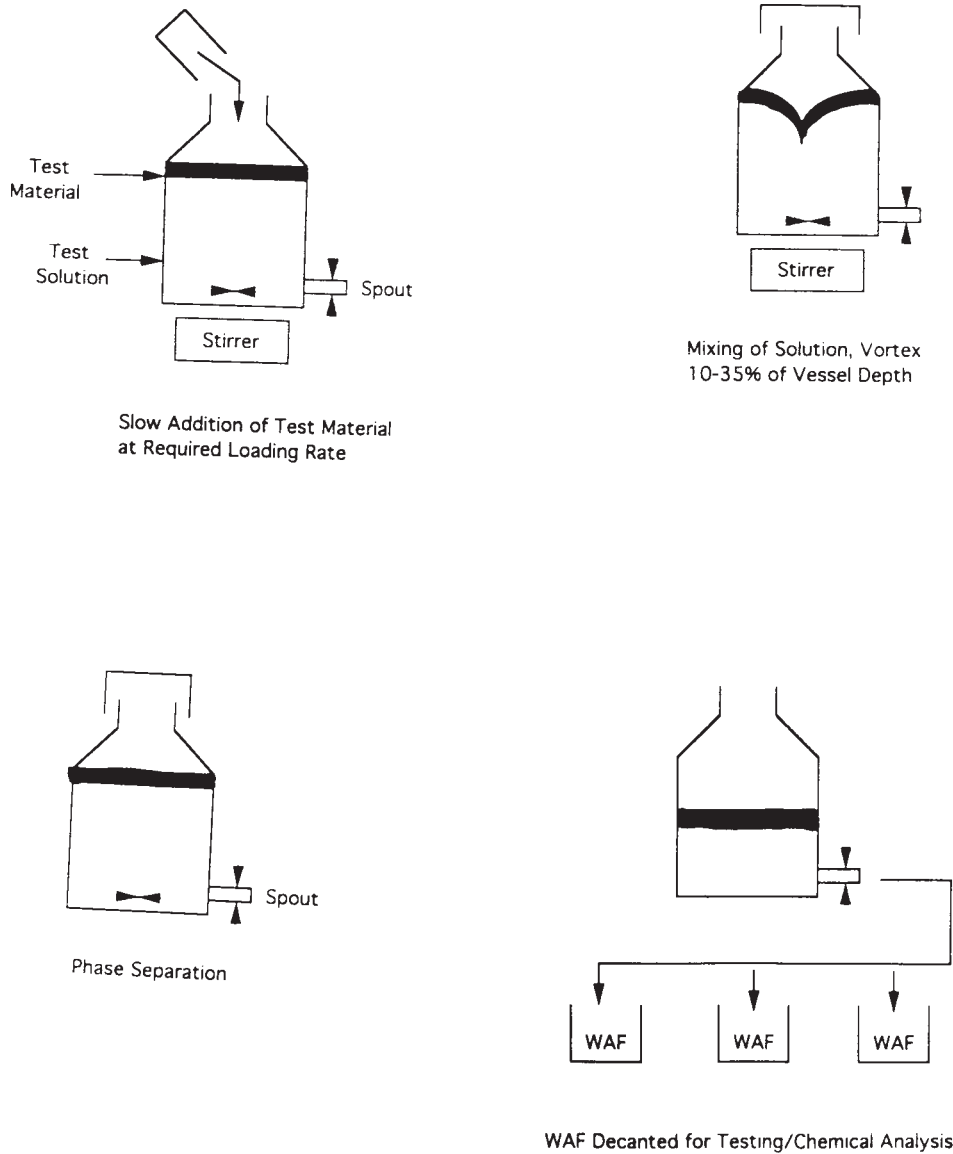 Test
Material
Test
Solution
Spout
Stirrer
Slow Addition of Test Material
at Required Loading Rate
Stirrer
Mixing of Solution, Vortex
10-35% of Vessel Depth
Spout
Phase Separation
WAF WAF WAF
WAF Decanted for Testing/Chemical Analysis